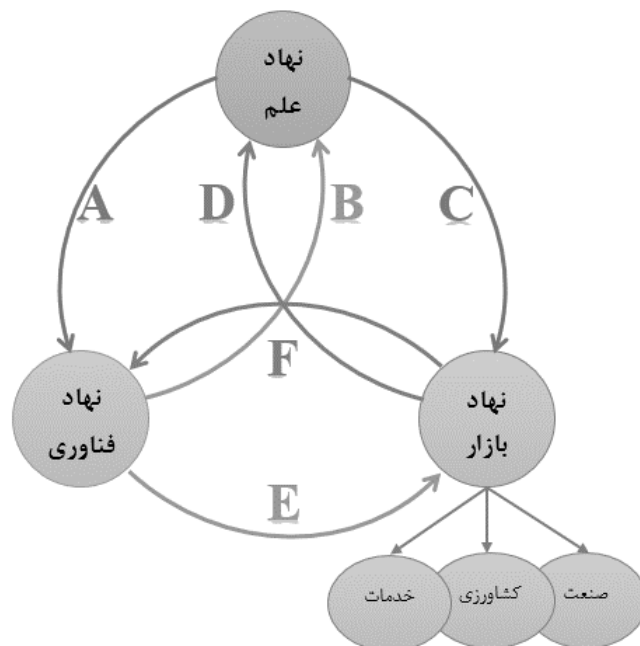 نهاد
علم
A
D
B
C
F
نهاد
فناوری
نهاد
بازار
E
خدمات
کشاورزی
صنعت